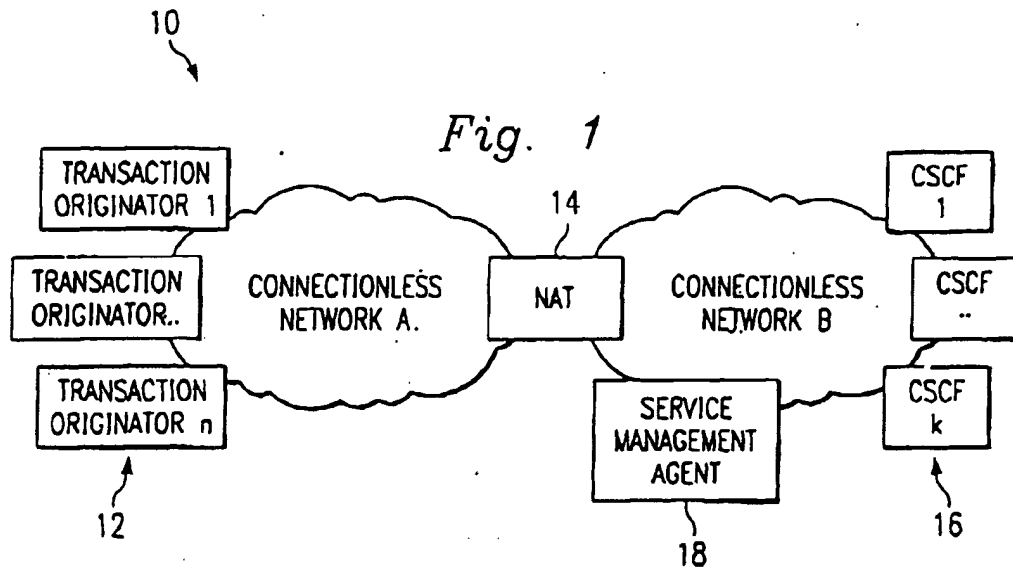 10
Fig. 1
TRANSACTION
ORIGINATOR 1
TRANSACTION
ORIGINATOR..
TRANSACTION
ORIGINATOR n
12
CONNECTIONLESS
NETWORK A.
14
NAT
CONNECTIONLESS
NETWORK B
SERVICE
MANAGEMENT
AGENT
18
CSCF
1
CSCF
..
CSCF
k
16